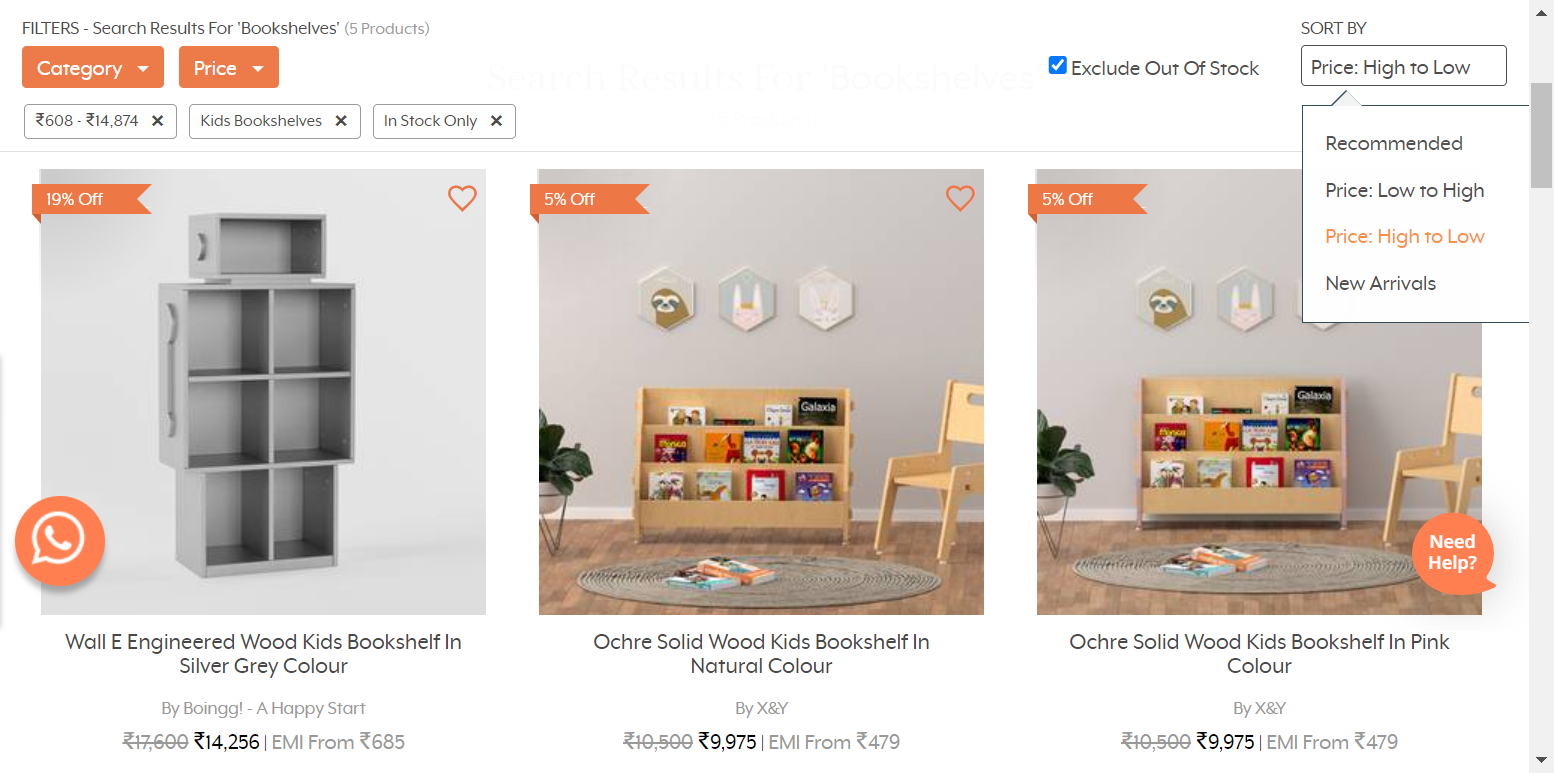 FILTERS - Search Results For 'Bookshelves' (5 Products)
SORT BY
Category
Price
Search Results For 'Bookshelves'
Exclude Out Of Stock
Price: High to Low
₹608 - ₹14,874 ✕
Kids Bookshelves ✕
In Stock Only ✕
Recommended
Price: Low to High
Price: High to Low
New Arrivals
19% Off
5% Off
5% Off
Galaxia
Galaxia
Need
Help?
Wall E Engineered Wood Kids Bookshelf In
Silver Grey Colour
By Boingg! - A Happy Start
₹17,600 ₹14,256 | EMI From ₹685
Ochre Solid Wood Kids Bookshelf In
Natural Colour
By X&Y
₹10,500 ₹9,975 | EMI From ₹479
Ochre Solid Wood Kids Bookshelf In Pink
Colour
By X&Y
₹10,500 ₹9,975 | EMI From ₹479